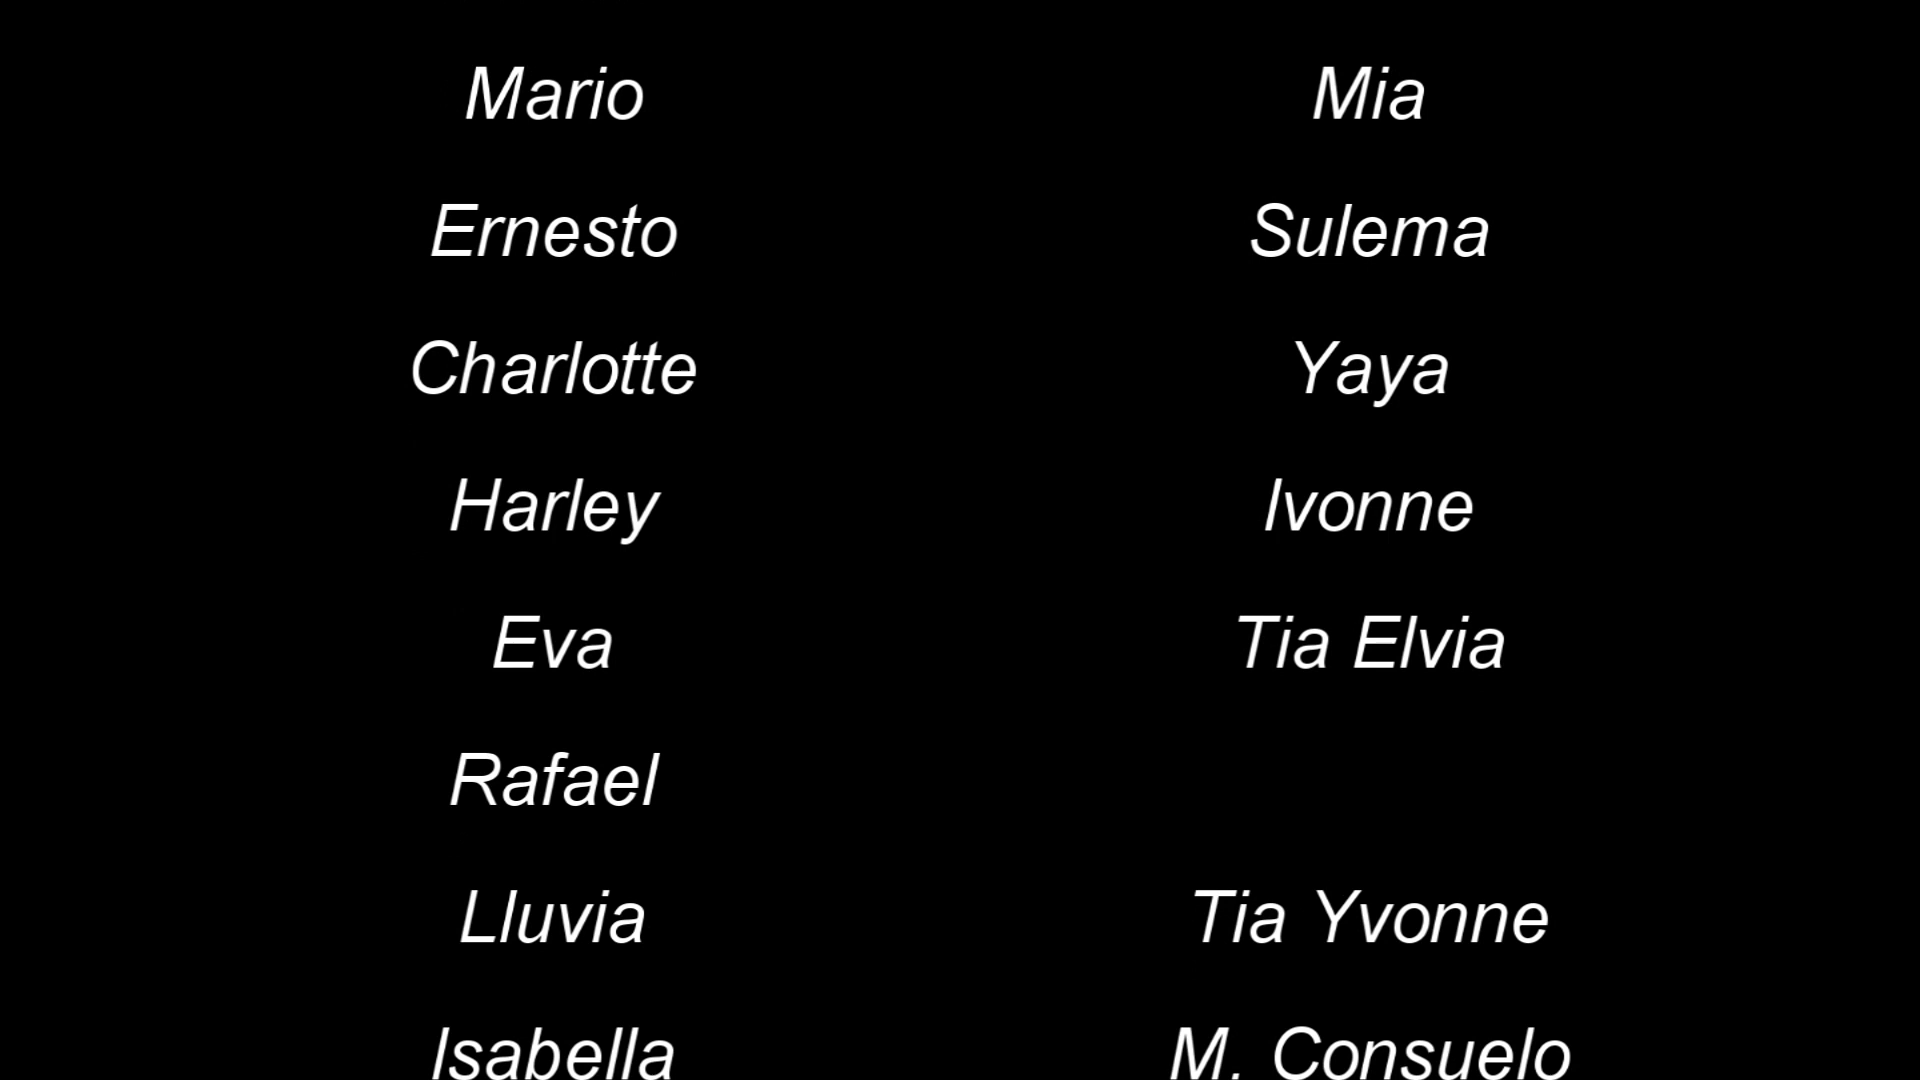 Mario Mia
Ernesto Sulema
Charlotte Yaya
Harley Ivonne
Eva Tia Elvia
Rafael
Lluvia Tia Yvonne
Isabella M. Consuelo